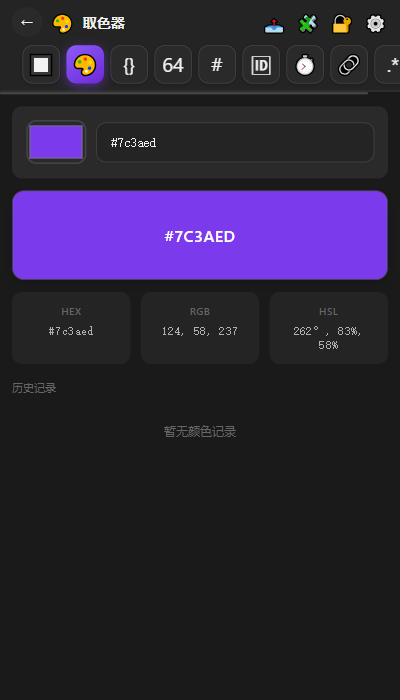 ← 取色器
{} 64 # ID .*
#7c3aed
#7C3AED
HEX RGB HSL
#7c3aed 124, 58, 237 262°, 83%,
58%
历史记录
暂无颜色记录